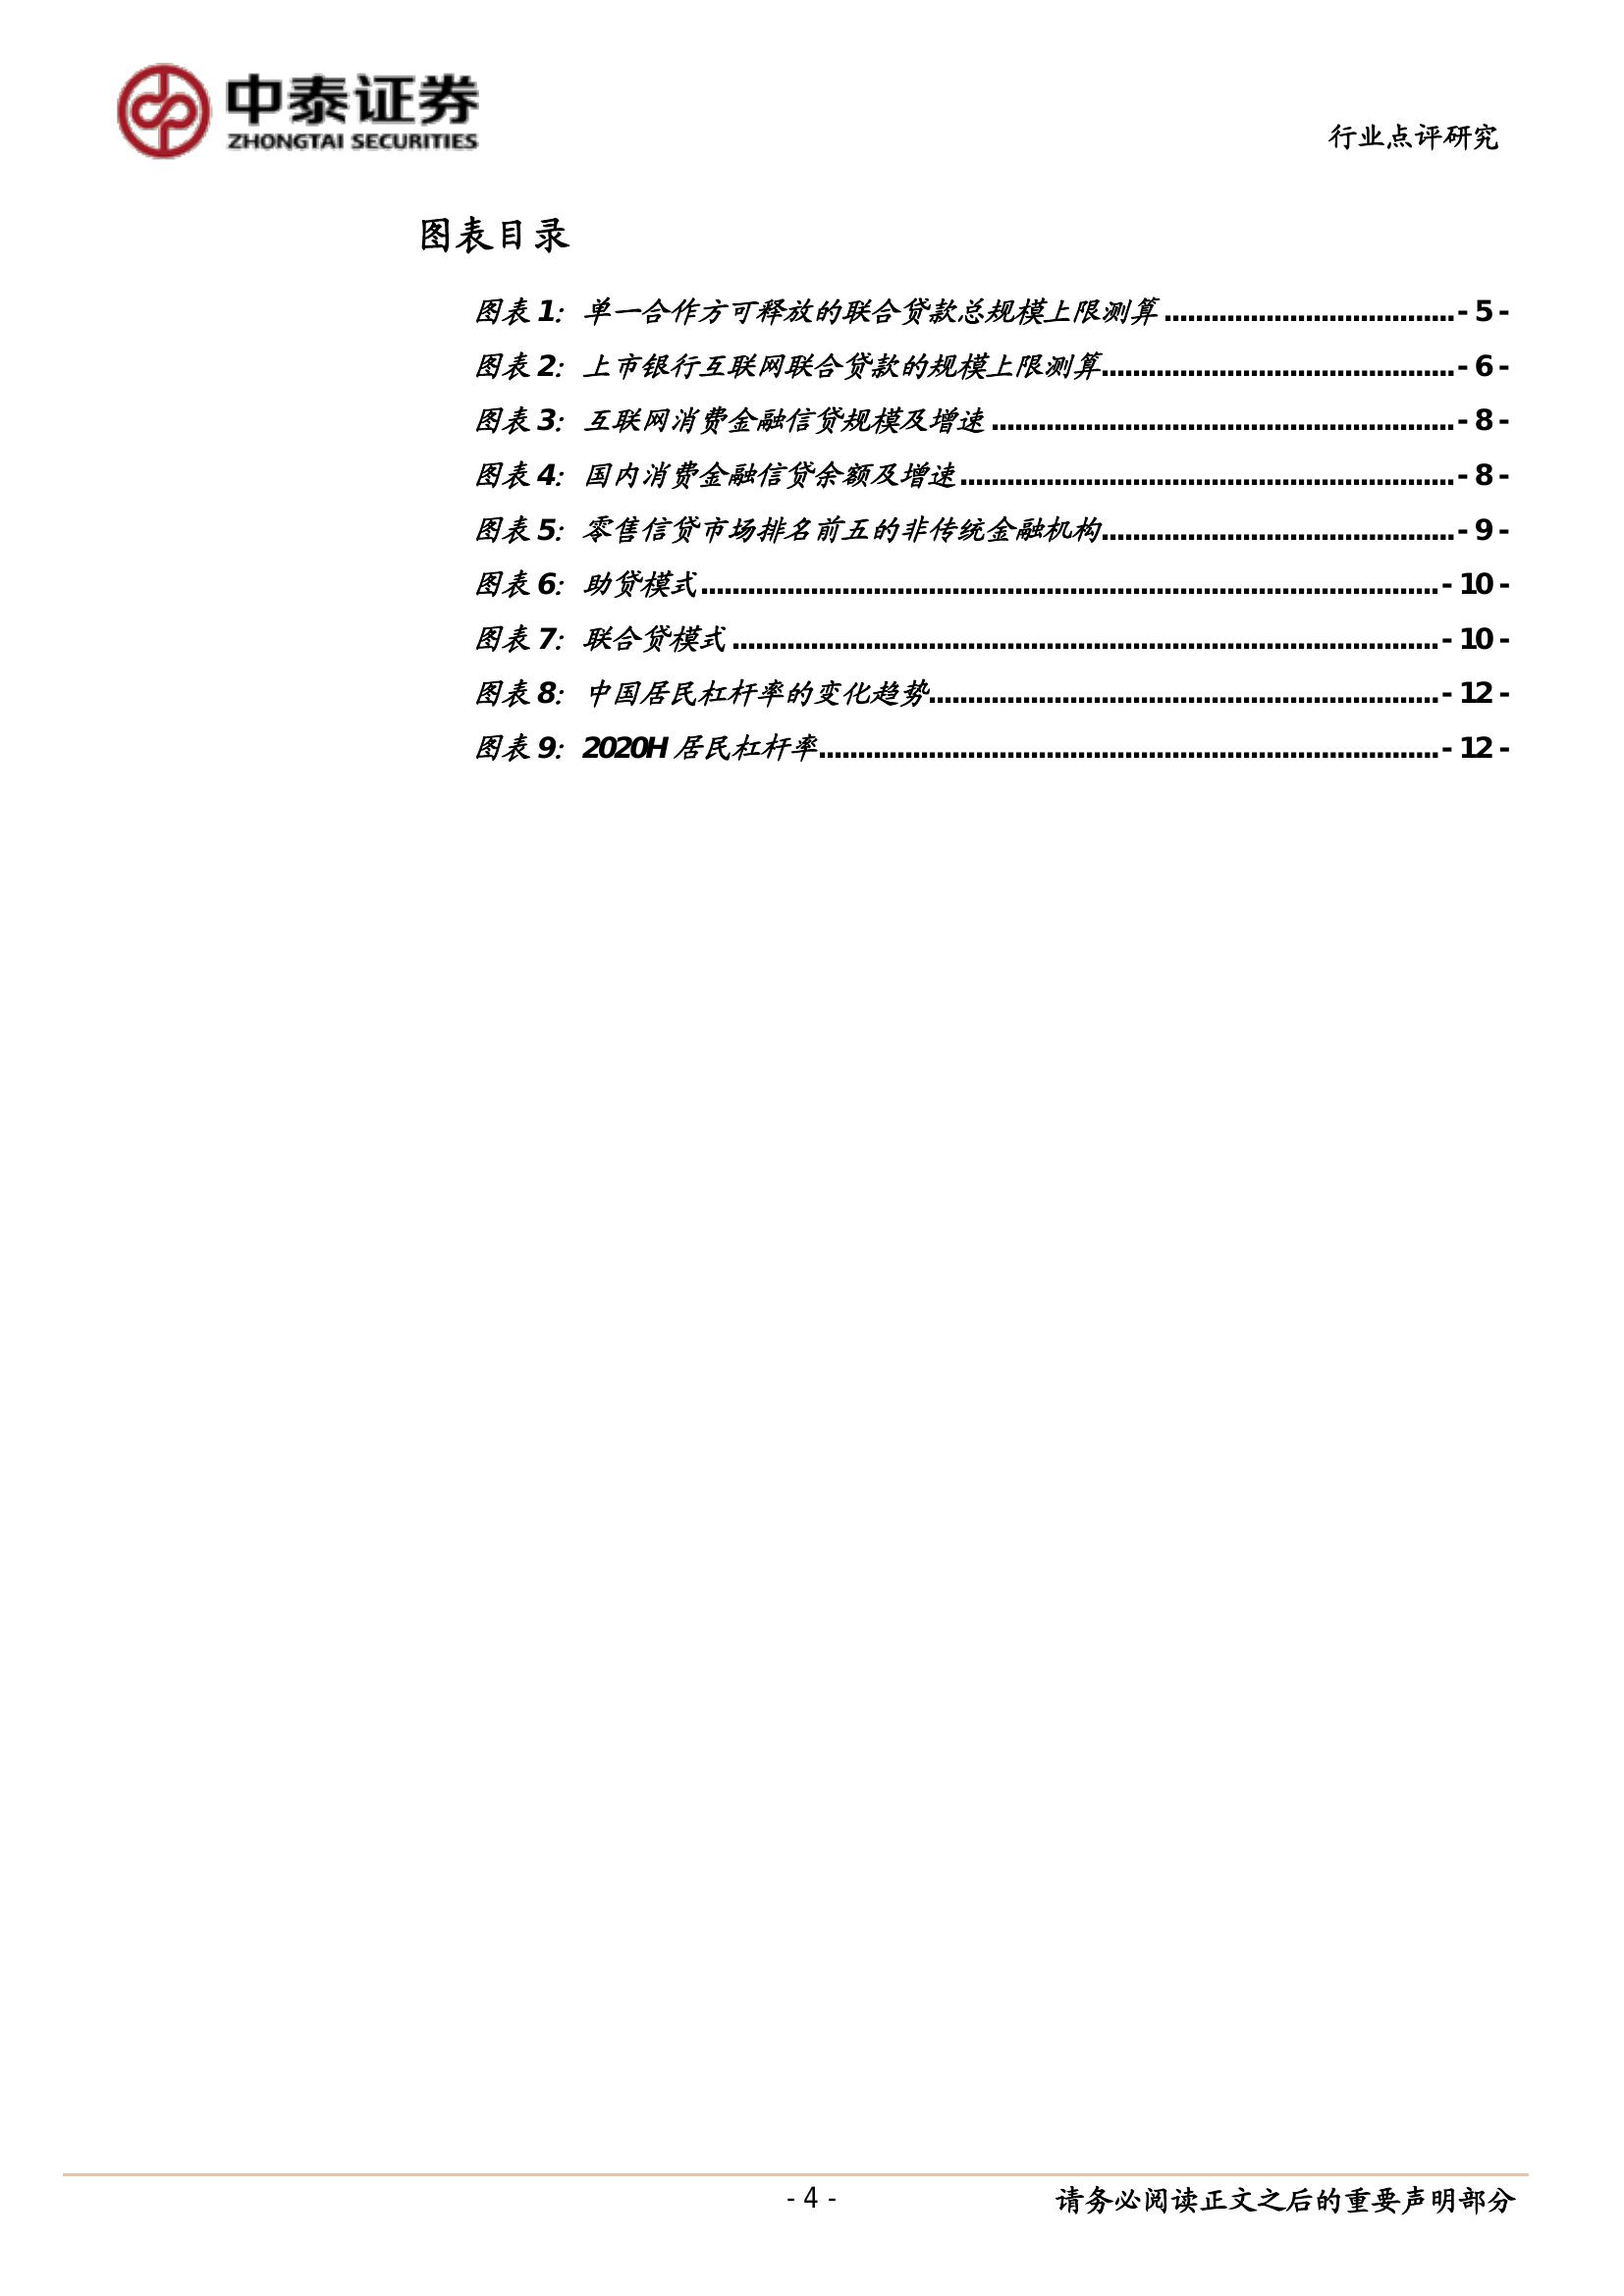 中泰证券
ZHONGTAI SECURITIES
行业点评研究
图表目录
图表1：单一合作方可释放的联合贷款总规模上限测算.....................................- 5 -
图表2：上市银行互联网联合贷款的规模上限测算.............................................- 6 -
图表3：互联网消费金融信贷规模及增速...........................................................- 8 -
图表4：国内消费金融信贷余额及增速...............................................................- 8 -
图表5：零售信贷市场排名前五的非传统金融机构.............................................- 9 -
图表6：助贷模式..............................................................................................- 10 -
图表7：联合贷模式..........................................................................................- 10 -
图表8：中国居民杠杆率的变化趋势.................................................................- 12 -
图表9：2020H 居民杠杆率...............................................................................- 12 -
- 4 -
请务必阅读正文之后的重要声明部分